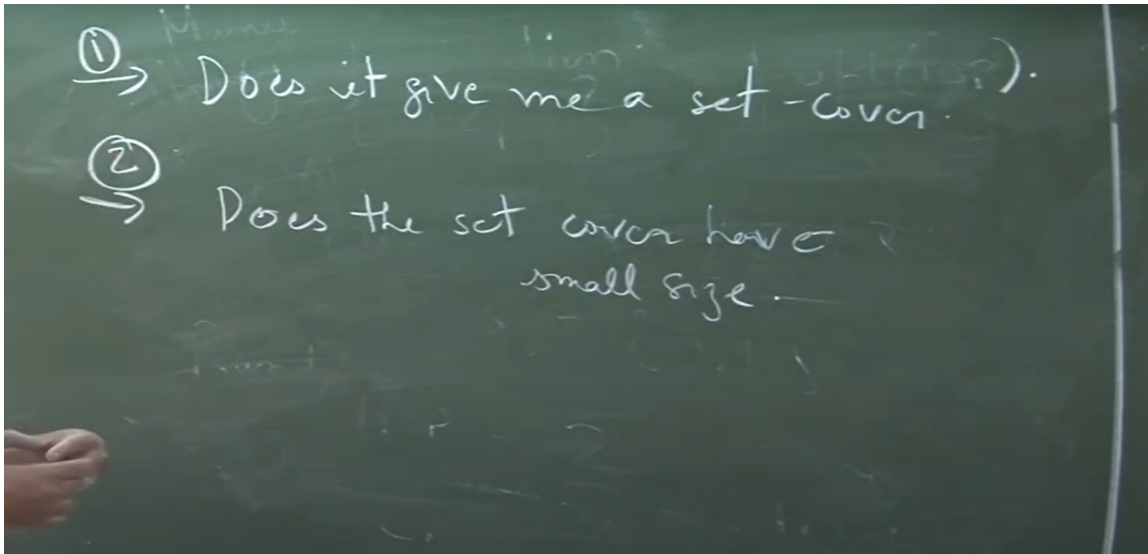 ① Does it give me a set-cover.
② Does the set cover have
small size.